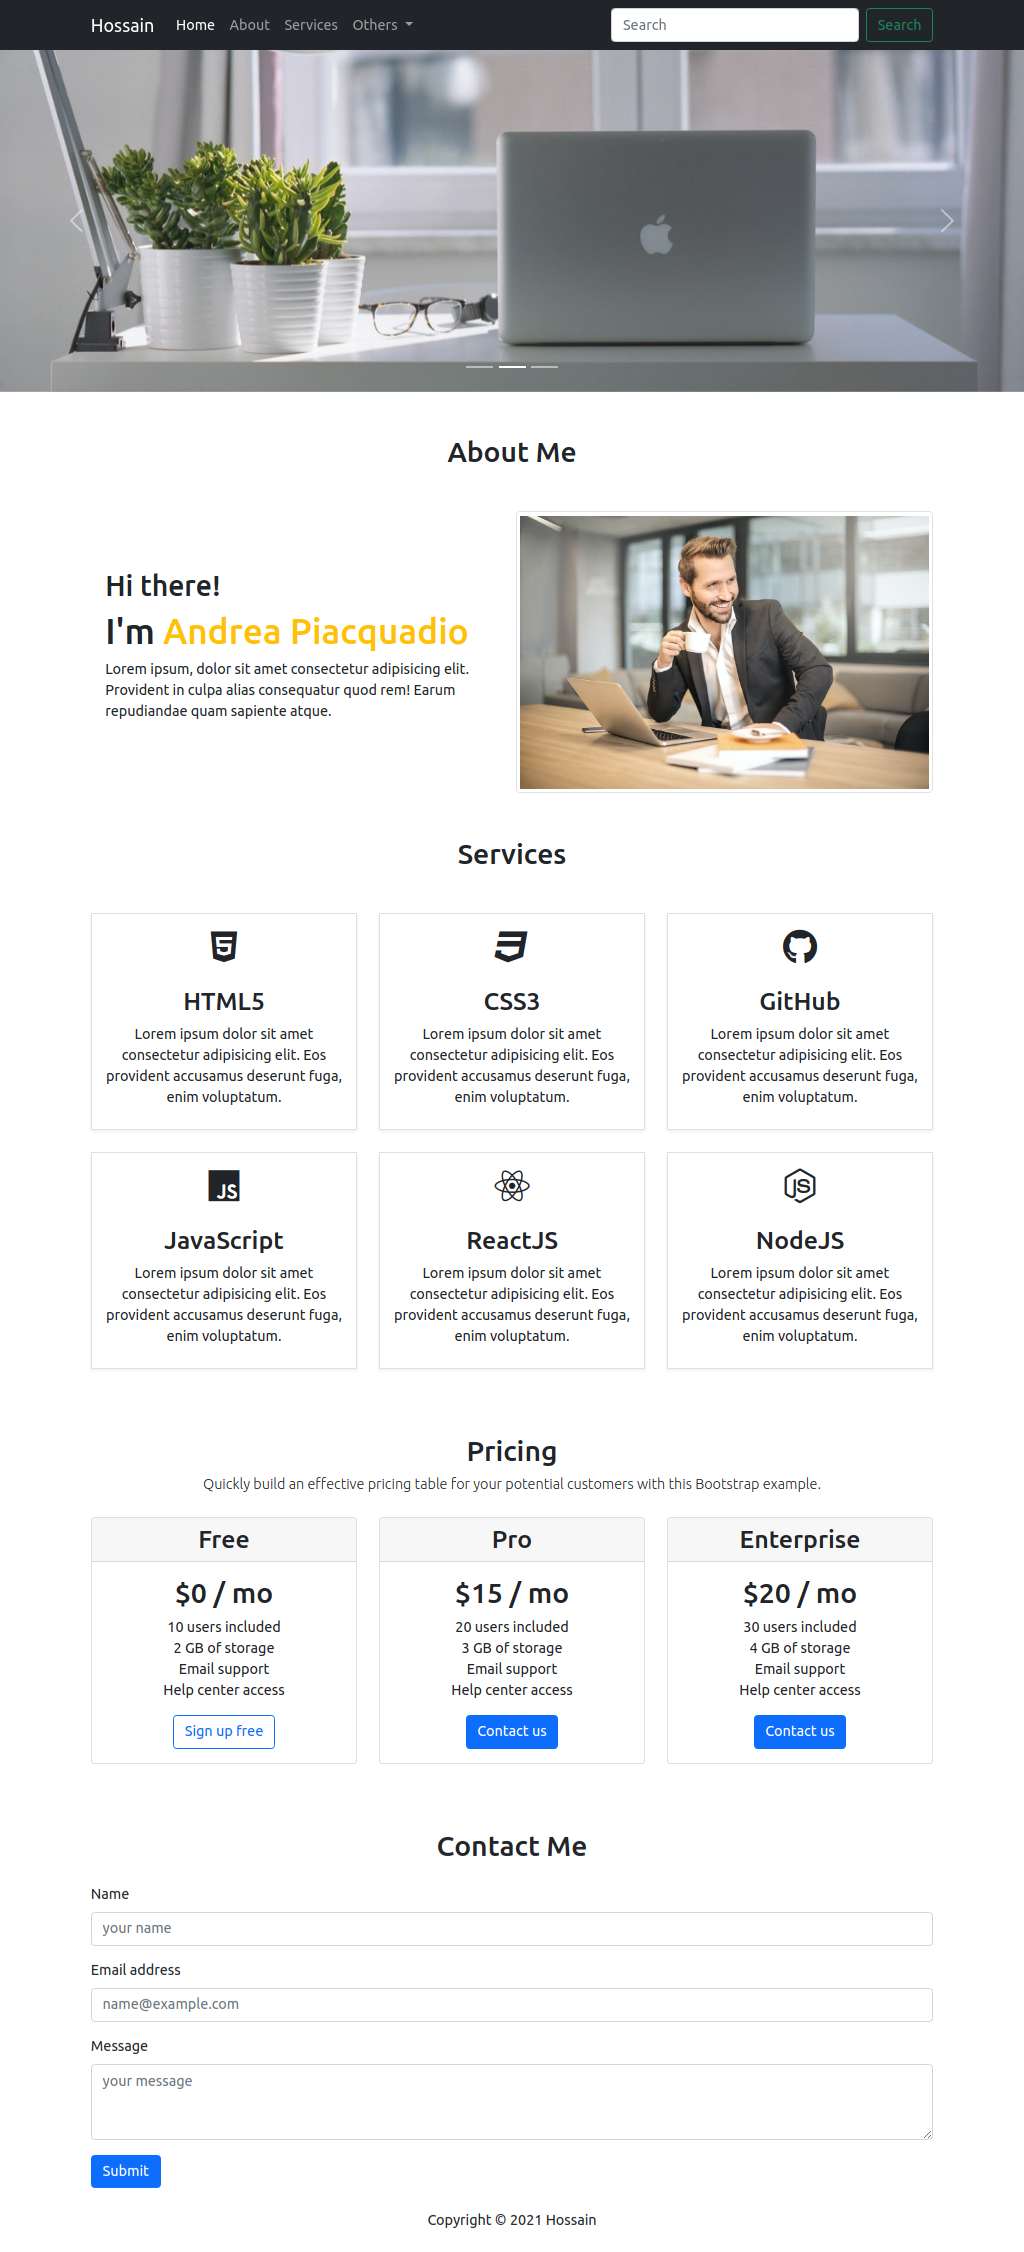 Hossain Home About Services Others Search Search
About Me
Hi there!
I'm Andrea Piacquadio
Lorem ipsum, dolor sit amet consectetur adipisicing elit.
Provident in culpa alias consequatur quod rem! Earum
repudiandae quam sapiente atque.
Services
HTML5
Lorem ipsum dolor sit amet
consectetur adipisicing elit. Eos
provident accusamus deserunt fuga,
enim voluptatum.
CSS3
Lorem ipsum dolor sit amet
consectetur adipisicing elit. Eos
provident accusamus deserunt fuga,
enim voluptatum.
GitHub
Lorem ipsum dolor sit amet
consectetur adipisicing elit. Eos
provident accusamus deserunt fuga,
enim voluptatum.
JS
JavaScript
Lorem ipsum dolor sit amet
consectetur adipisicing elit. Eos
provident accusamus deserunt fuga,
enim voluptatum.
ReactJS
Lorem ipsum dolor sit amet
consectetur adipisicing elit. Eos
provident accusamus deserunt fuga,
enim voluptatum.
JS
NodeJS
Lorem ipsum dolor sit amet
consectetur adipisicing elit. Eos
provident accusamus deserunt fuga,
enim voluptatum.
Pricing
Quickly build an effective pricing table for your potential customers with this Bootstrap example.
Free
$0 / mo
10 users included
2 GB of storage
Email support
Help center access
Sign up free
Pro
$15 / mo
20 users included
3 GB of storage
Email support
Help center access
Contact us
Enterprise
$20 / mo
30 users included
4 GB of storage
Email support
Help center access
Contact us
Contact Me
Name
your name
Email address
name@example.com
Message
your message
Submit
Copyright © 2021 Hossain